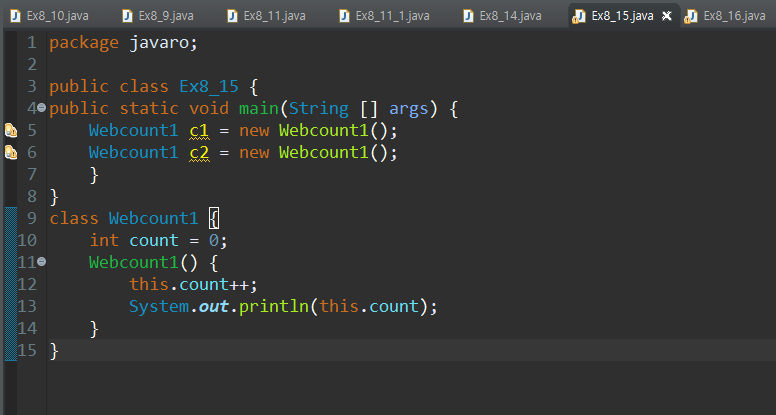 Ex8_10.java Ex8_9.java Ex8_11.java Ex8_11_1.java Ex8_14.java Ex8_15.java Ex8_16.java
1 package javaro;
2
3 public class Ex8_15 {
4 public static void main(String [] args) {
5     Webcount1 c1 = new Webcount1();
6     Webcount1 c2 = new Webcount1();
7     }
8 }
9 class Webcount1 {
10     int count = 0;
11     Webcount1() {
12         this.count++;
13         System.out.println(this.count);
14     }
15 }